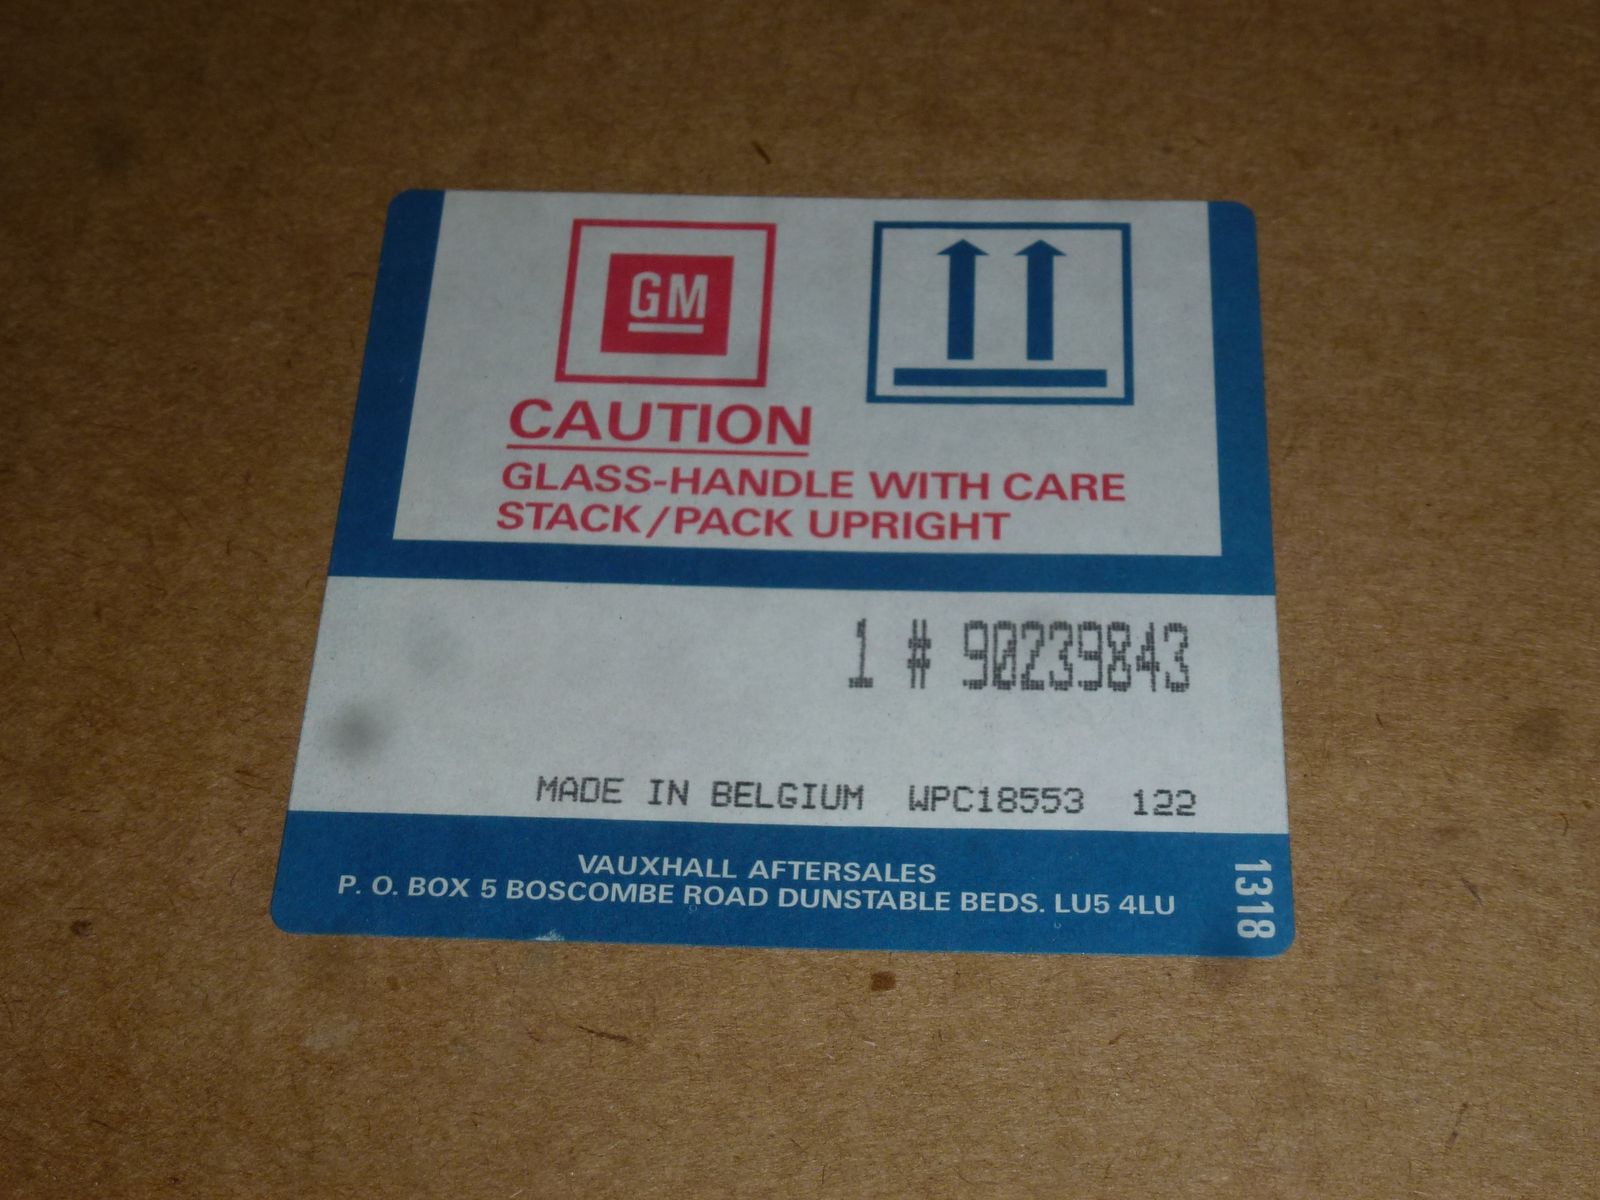 GM
CAUTION
GLASS-HANDLE WITH CARE
STACK/PACK UPRIGHT
1 # 90239843
MADE IN BELGIUM WPC18553 122
VAUXHALL AFTERSALES
P. O. BOX 5 BOSCOMBE ROAD DUNSTABLE BEDS. LU5 4LU
1318